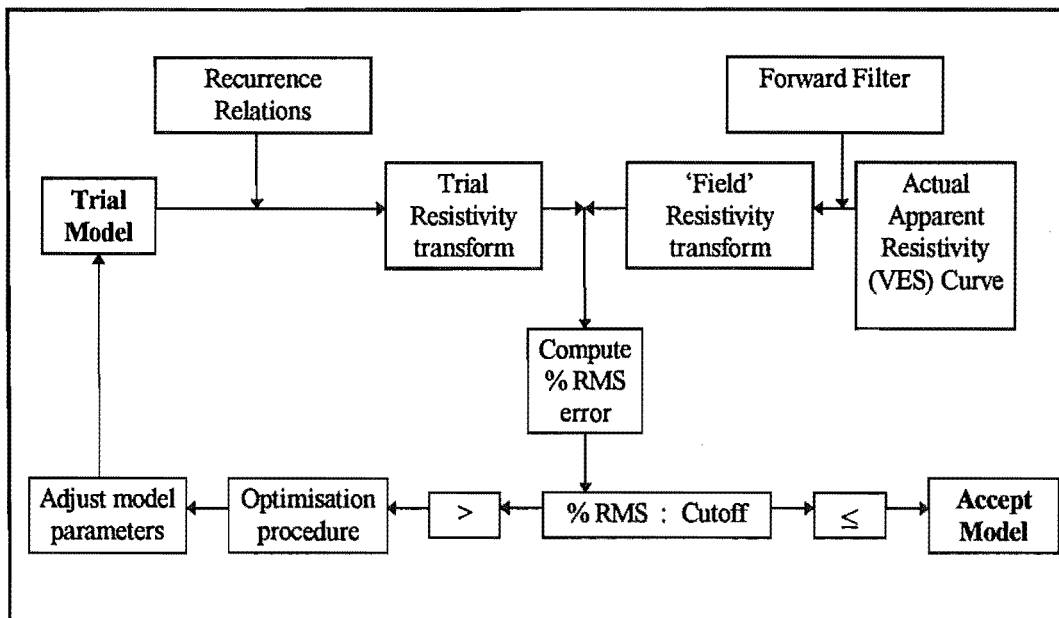 Recurrence
Relations
Forward Filter
Trial
Model
Trial
Resistivity
transform
‘Field’
Resistivity
transform
Actual
Apparent
Resistivity
(VES) Curve
Compute
% RMS
error
Adjust model
parameters
Optimisation
procedure
>
% RMS : Cutoff
≤
Accept
Model